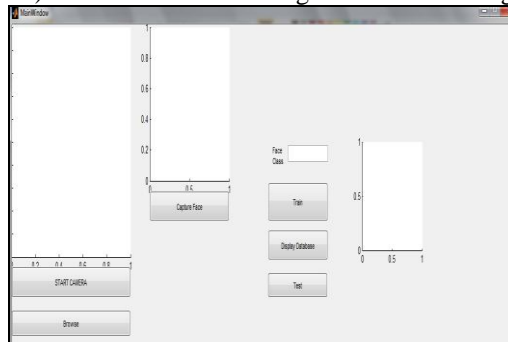 MainWindow
1
0.8
0.6
0.4
0.2
0
0 0.5 1
Capture Face
0.2 0.4 0.6 0.8 1
START CAMERA
Browse
Face
Class
Train
Display Database
Test
1
0.5
0
0 0.5 1